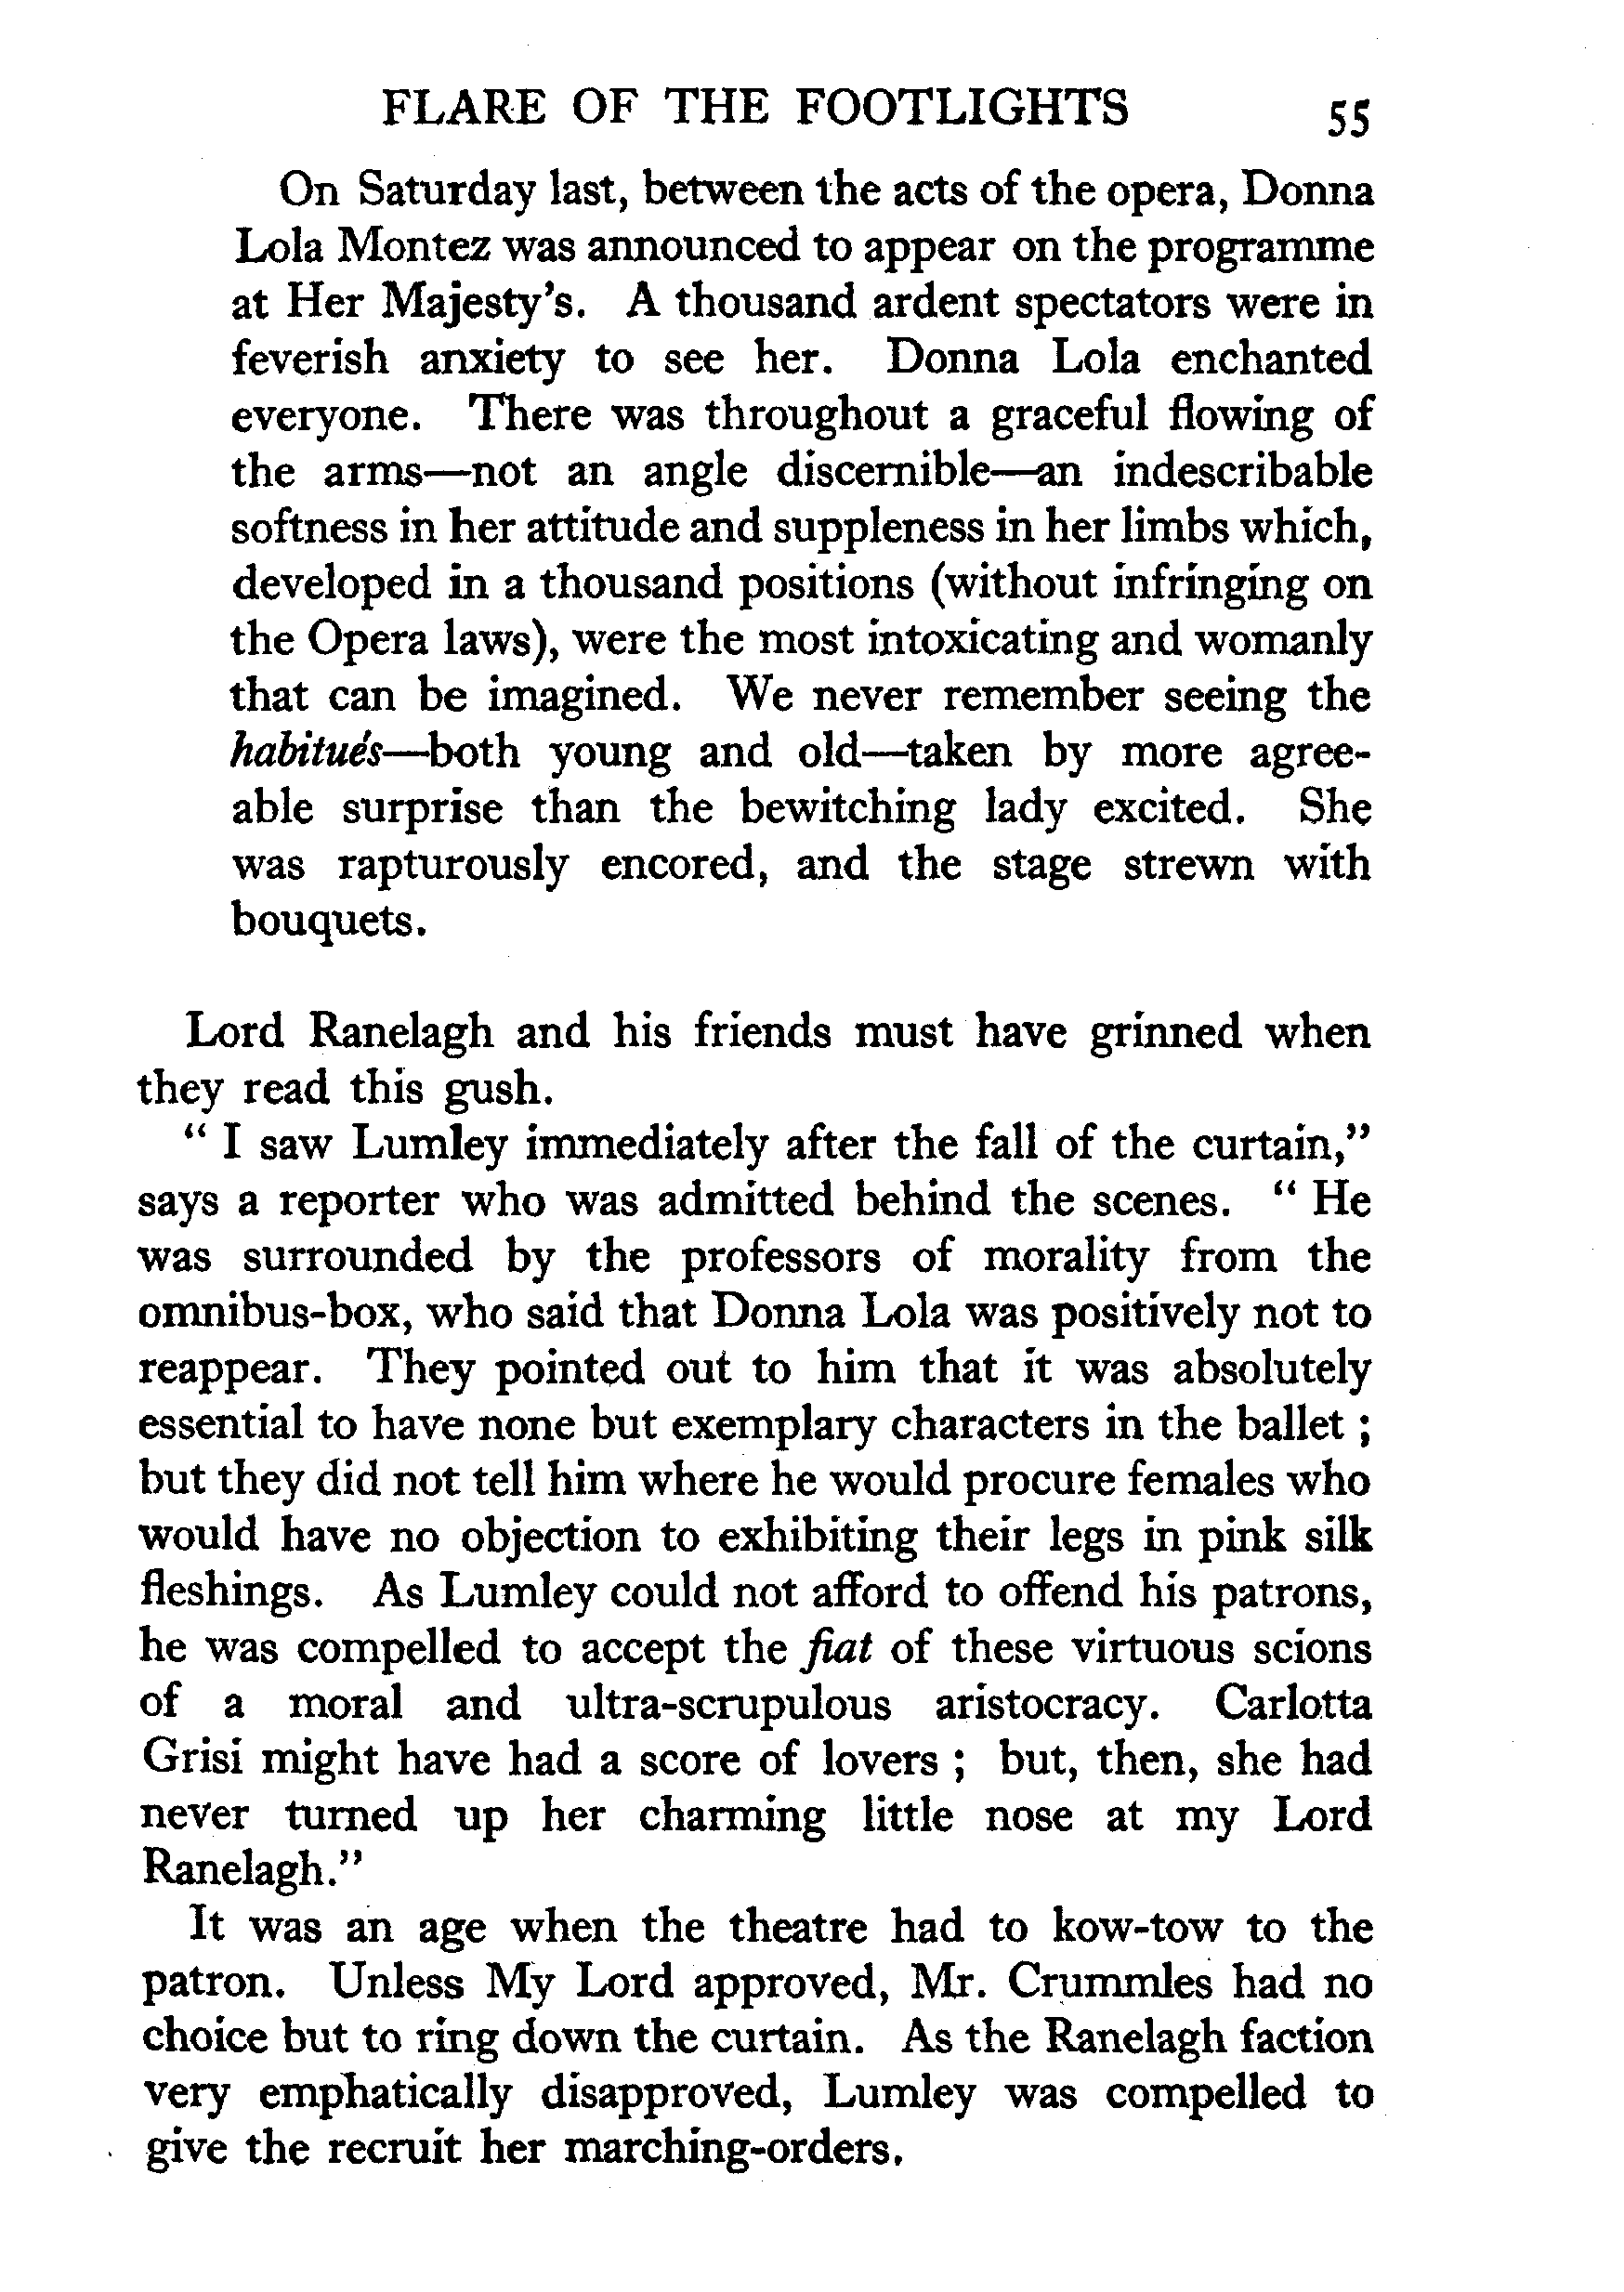 FLARE OF THE FOOTLIGHTS 55
On Saturday last, between the acts of the opera, Donna
Lola Montez was announced to appear on the programme
at Her Majesty's. A thousand ardent spectators were in
feverish anxiety to see her. Donna Lola enchanted
everyone. There was throughout a graceful flowing of
the arms—not an angle discernible—an indescribable
softness in her attitude and suppleness in her limbs which,
developed in a thousand positions (without infringing on
the Opera laws), were the most intoxicating and womanly
that can be imagined. We never remember seeing the
habitués—both young and old—taken by more agree-
able surprise than the bewitching lady excited. She
was rapturously encored, and the stage strewn with
bouquets.
Lord Ranelagh and his friends must have grinned when
they read this gush.
" I saw Lumley immediately after the fall of the curtain,"
says a reporter who was admitted behind the scenes. " He
was surrounded by the professors of morality from the
omnibus-box, who said that Donna Lola was positively not to
reappear. They pointed out to him that it was absolutely
essential to have none but exemplary characters in the ballet ;
but they did not tell him where he would procure females who
would have no objection to exhibiting their legs in pink silk
fleshings. As Lumley could not afford to offend his patrons,
he was compelled to accept the fiat of these virtuous scions
of a moral and ultra-scrupulous aristocracy. Carlotta
Grisi might have had a score of lovers ; but, then, she had
never turned up her charming little nose at my Lord
Ranelagh."
It was an age when the theatre had to kow-tow to the
patron. Unless My Lord approved, Mr. Crummles had no
choice but to ring down the curtain. As the Ranelagh faction
very emphatically disapproved, Lumley was compelled to
give the recruit her marching-orders.